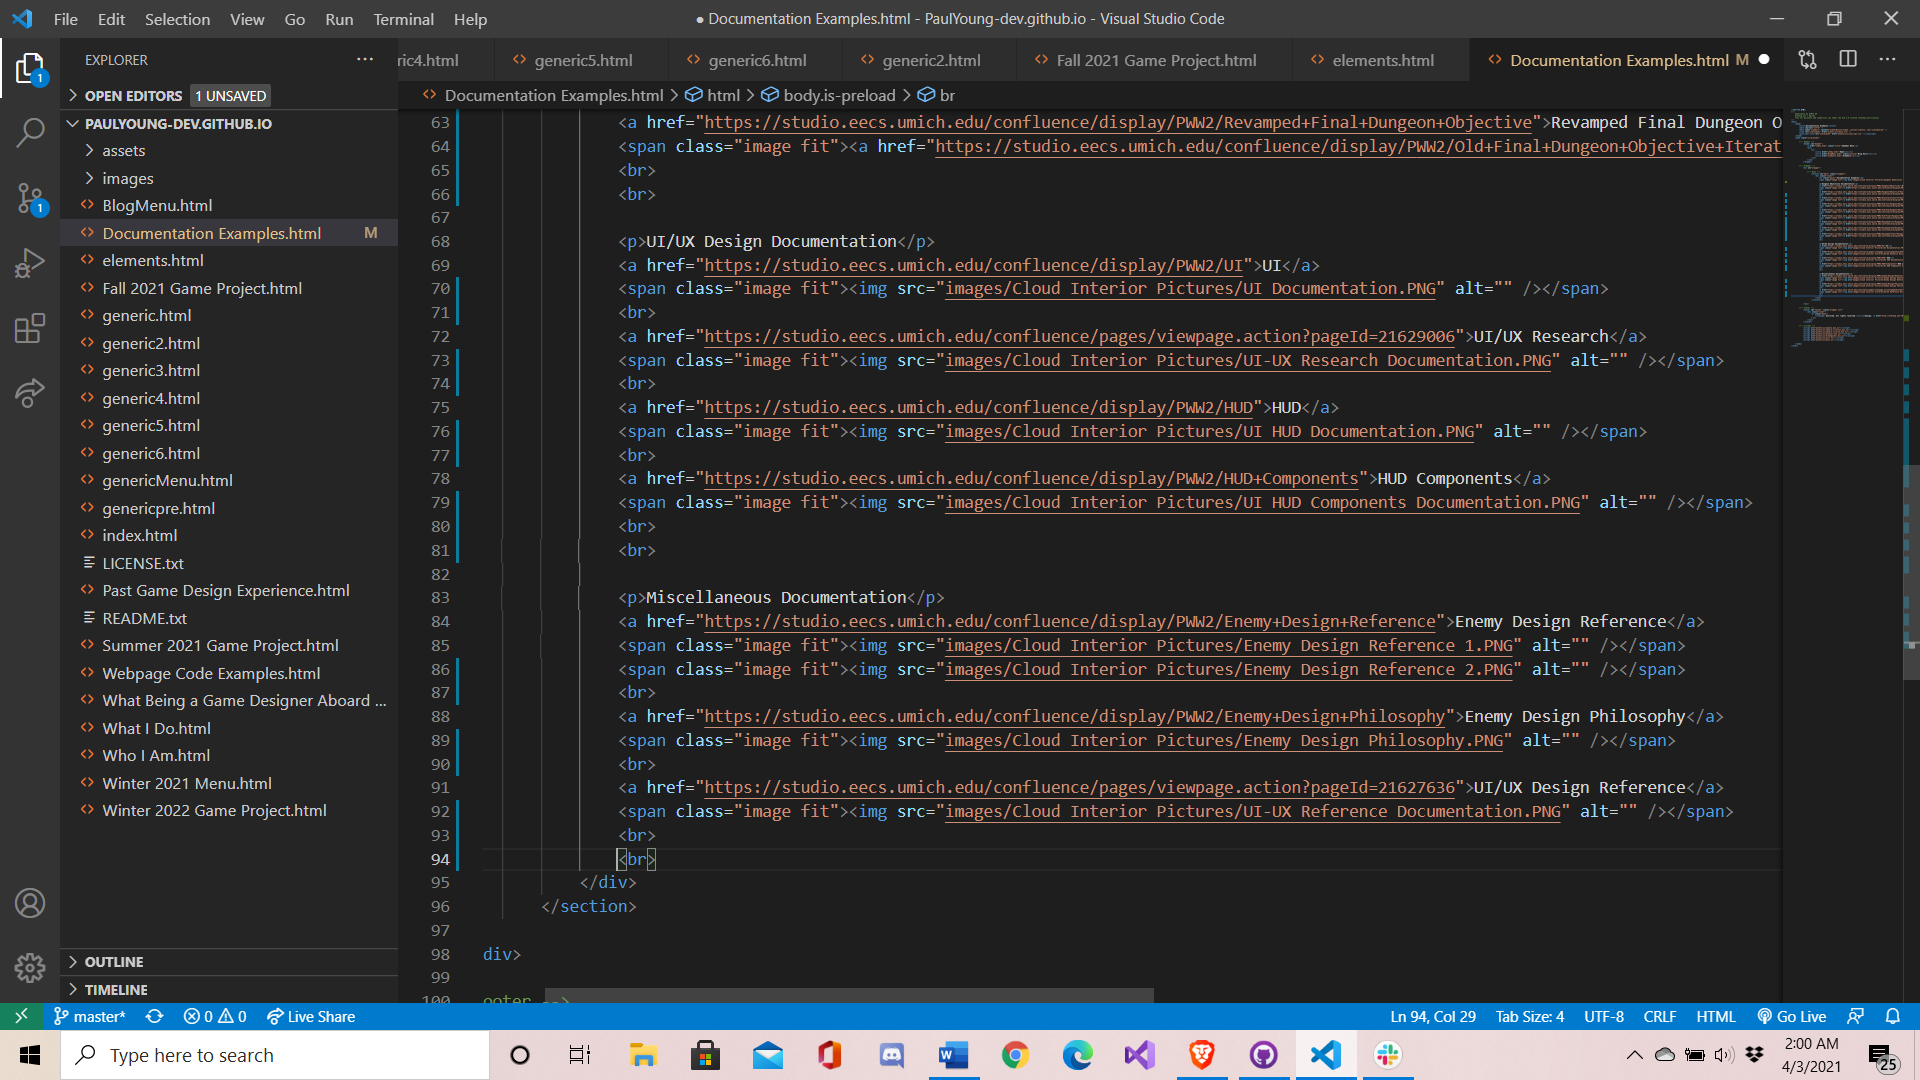 File Edit Selection View Go Run Terminal Help
● Documentation Examples.html - PaulYoung-dev.github.io - Visual Studio Code
EXPLORER
ric4.html generic5.html generic6.html generic2.html Fall 2021 Game Project.html elements.html Documentation Examples.html M
OPEN EDITORS 1 UNSAVED
Documentation Examples.html > html > body.is-preload > br
PAULYOUNG-DEV.GITHUB.IO
assets
images
BlogMenu.html
Documentation Examples.html M
elements.html
Fall 2021 Game Project.html
generic.html
generic2.html
generic3.html
generic4.html
generic5.html
generic6.html
genericMenu.html
genericpre.html
index.html
LICENSE.txt
Past Game Design Experience.html
README.txt
Summer 2021 Game Project.html
Webpage Code Examples.html
What Being a Game Designer Aboard ...
What I Do.html
Who I Am.html
Winter 2021 Menu.html
Winter 2022 Game Project.html
OUTLINE
TIMELINE
1
1
63 <a href="https://studio.eecs.umich.edu/confluence/display/PWW2/Revamped+Final+Dungeon+Objective">Revamped Final Dungeon O
64 <span class="image fit"><a href="https://studio.eecs.umich.edu/confluence/display/PWW2/Old+Final+Dungeon+Objective+Iterat
65 <br>
66 <br>
67
68 <p>UI/UX Design Documentation</p>
69 <a href="https://studio.eecs.umich.edu/confluence/display/PWW2/UI">UI</a>
70 <span class="image fit"><img src="images/Cloud Interior Pictures/UI Documentation.PNG" alt="" /></span>
71 <br>
72 <a href="https://studio.eecs.umich.edu/confluence/pages/viewpage.action?pageId=21629006">UI/UX Research</a>
73 <span class="image fit"><img src="images/Cloud Interior Pictures/UI-UX Research Documentation.PNG" alt="" /></span>
74 <br>
75 <a href="https://studio.eecs.umich.edu/confluence/display/PWW2/HUD">HUD</a>
76 <span class="image fit"><img src="images/Cloud Interior Pictures/UI HUD Documentation.PNG" alt="" /></span>
77 <br>
78 <a href="https://studio.eecs.umich.edu/confluence/display/PWW2/HUD+Components">HUD Components</a>
79 <span class="image fit"><img src="images/Cloud Interior Pictures/UI HUD Components Documentation.PNG" alt="" /></span>
80 <br>
81 <br>
82
83 <p>Miscellaneous Documentation</p>
84 <a href="https://studio.eecs.umich.edu/confluence/display/PWW2/Enemy+Design+Reference">Enemy Design Reference</a>
85 <span class="image fit"><img src="images/Cloud Interior Pictures/Enemy Design Reference 1.PNG" alt="" /></span>
86 <span class="image fit"><img src="images/Cloud Interior Pictures/Enemy Design Reference 2.PNG" alt="" /></span>
87 <br>
88 <a href="https://studio.eecs.umich.edu/confluence/display/PWW2/Enemy+Design+Philosophy">Enemy Design Philosophy</a>
89 <span class="image fit"><img src="images/Cloud Interior Pictures/Enemy Design Philosophy.PNG" alt="" /></span>
90 <br>
91 <a href="https://studio.eecs.umich.edu/confluence/pages/viewpage.action?pageId=21627636">UI/UX Design Reference</a>
92 <span class="image fit"><img src="images/Cloud Interior Pictures/UI-UX Reference Documentation.PNG" alt="" /></span>
93 <br>
94 <br>
95 </div>
96 </section>
97
98 div>
99
100 ooter -->
master* 0 0 Live Share Ln 94, Col 29 Tab Size: 4 UTF-8 CRLF HTML Go Live
Type here to search
2:00 AM
4/3/2021
25